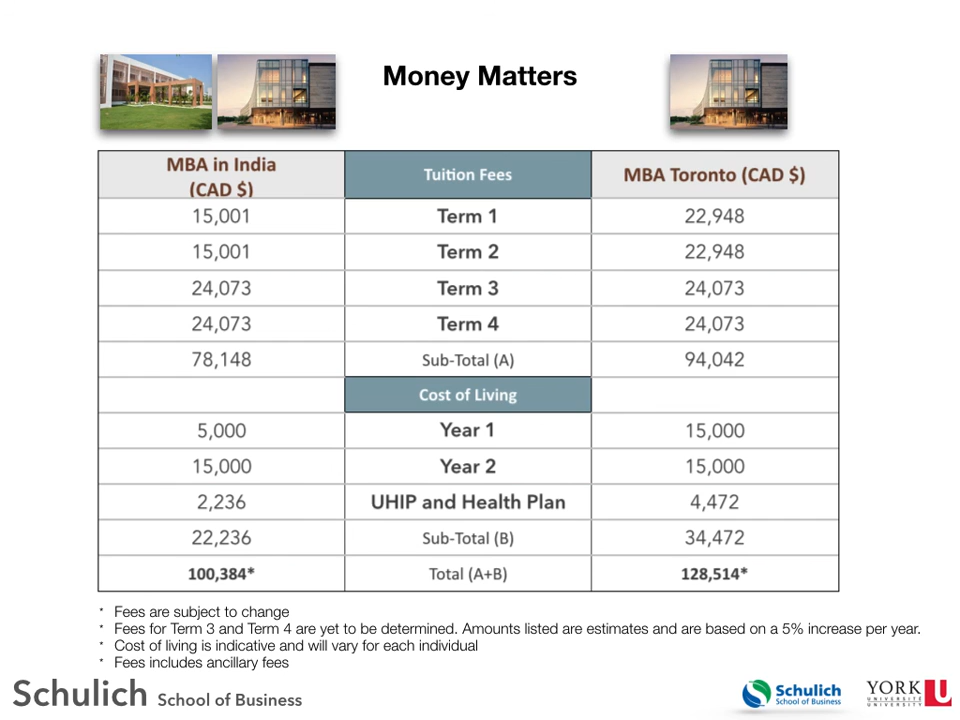 Money Matters
MBA in India
(CAD $)
Tuition Fees
MBA Toronto (CAD $)
15,001 Term 1 22,948
15,001 Term 2 22,948
24,073 Term 3 24,073
24,073 Term 4 24,073
78,148 Sub-Total (A) 94,042
Cost of Living
5,000 Year 1 15,000
15,000 Year 2 15,000
2,236 UHIP and Health Plan 4,472
22,236 Sub-Total (B) 34,472
100,384* Total (A+B) 128,514*
* Fees are subject to change
* Fees for Term 3 and Term 4 are yet to be determined. Amounts listed are estimates and are based on a 5% increase per year.
* Cost of living is indicative and will vary for each individual
* Fees includes ancillary fees
Schulich School of Business
Schulich
School of Business
YORK U
UNIVERSITÉ
UNIVERSITY